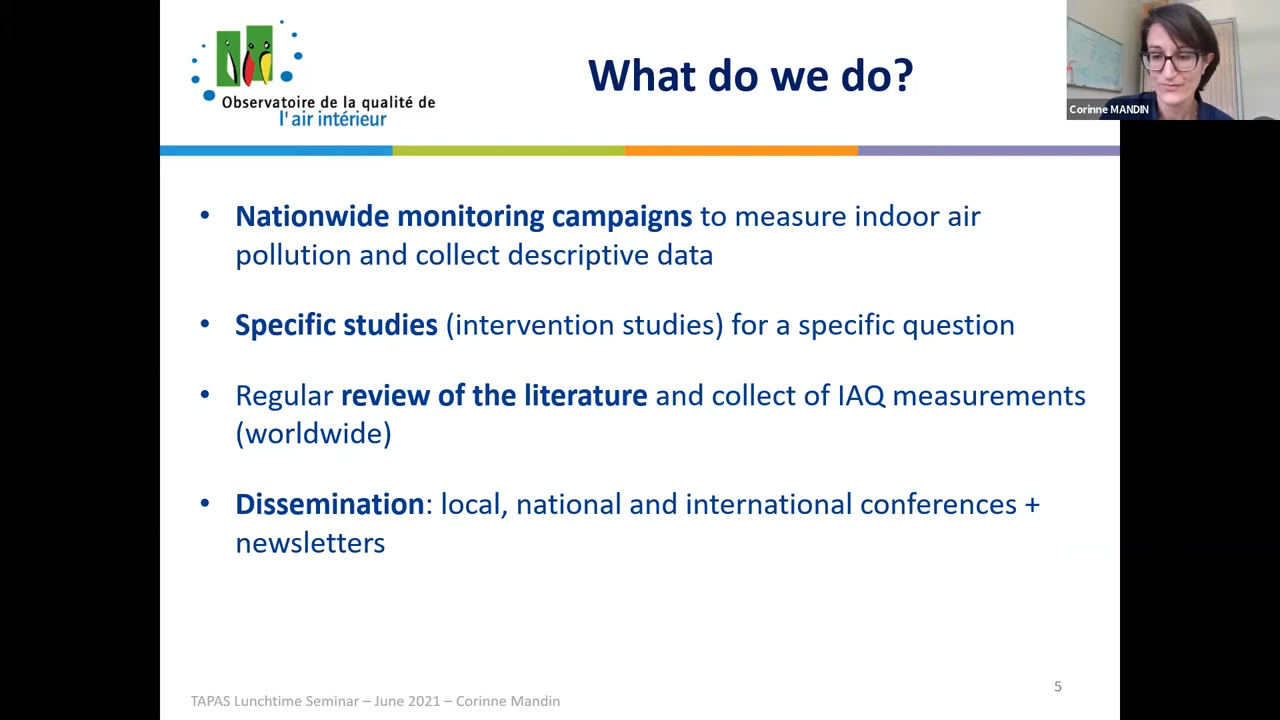 Observatoire de la qualité de
l'air intérieur
What do we do?
Corinne MANDIN
• Nationwide monitoring campaigns to measure indoor air
pollution and collect descriptive data
• Specific studies (intervention studies) for a specific question
• Regular review of the literature and collect of IAQ measurements
(worldwide)
• Dissemination: local, national and international conferences +
newsletters
TAPAS Lunchtime Seminar – June 2021 – Corinne Mandin
5